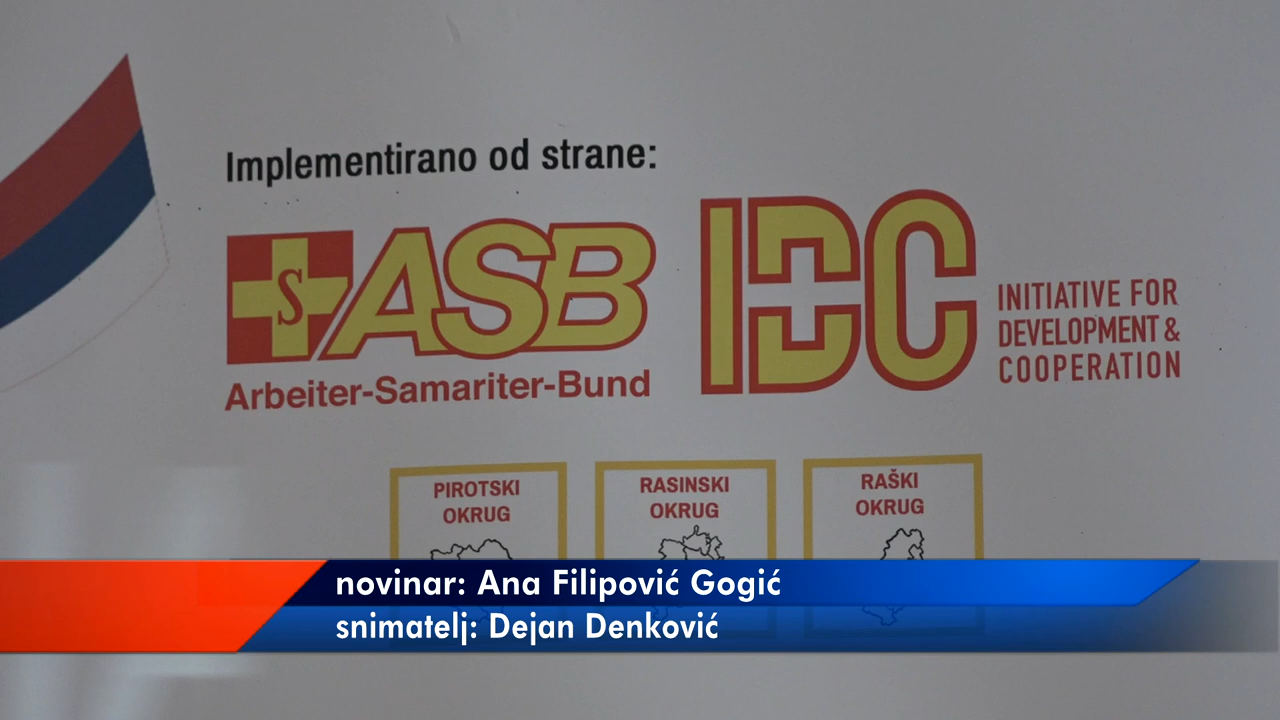 Implementirano od strane:
S ASB
Arbeiter-Samariter-Bund
IDC
INITIATIVE FOR
DEVELOPMENT &
COOPERATION
PIROTSKI
OKRUG
RASINSKI
OKRUG
RAŠKI
OKRUG
novinar: Ana Filipović Gogić
snimatelj: Dejan Denković